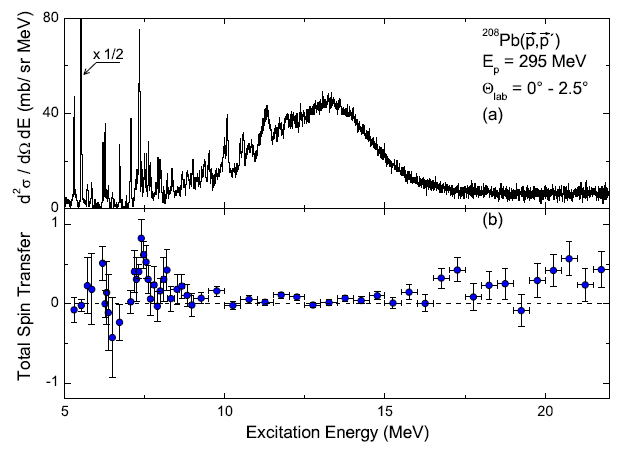 80
40
0
d²σ / dΩ dE (mb/ sr MeV)
x 1/2
²⁰⁸Pb(p⃗,p⃗´)
Eₚ = 295 MeV
Θ_lab = 0° - 2.5°
(a)
1
0
-1
Total Spin Transfer
(b)
5 10 15 20
Excitation Energy (MeV)